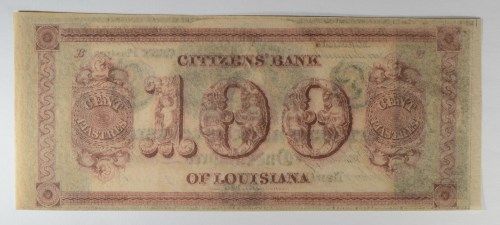 CITIZENS' BANK
CENT
PIASTRES
100
CENT
PIASTRES
OF LOUISIANA